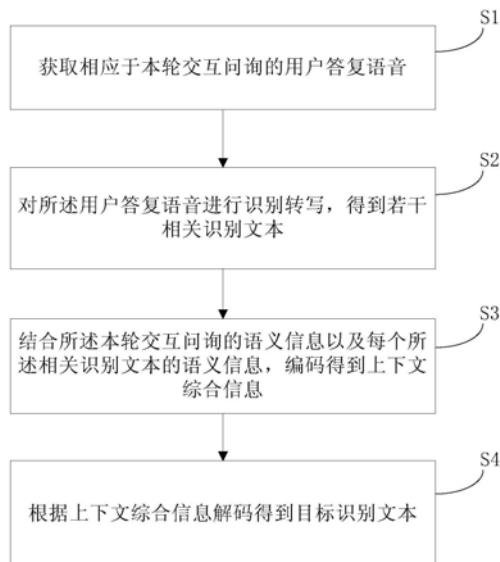 S1
获取相应于本轮交互问询的用户答复语音
S2
对所述用户答复语音进行识别转写，得到若干
相关识别文本
S3
结合所述本轮交互问询的语义信息以及每个所
述相关识别文本的语义信息，编码得到上下文
综合信息
S4
根据上下文综合信息解码得到目标识别文本